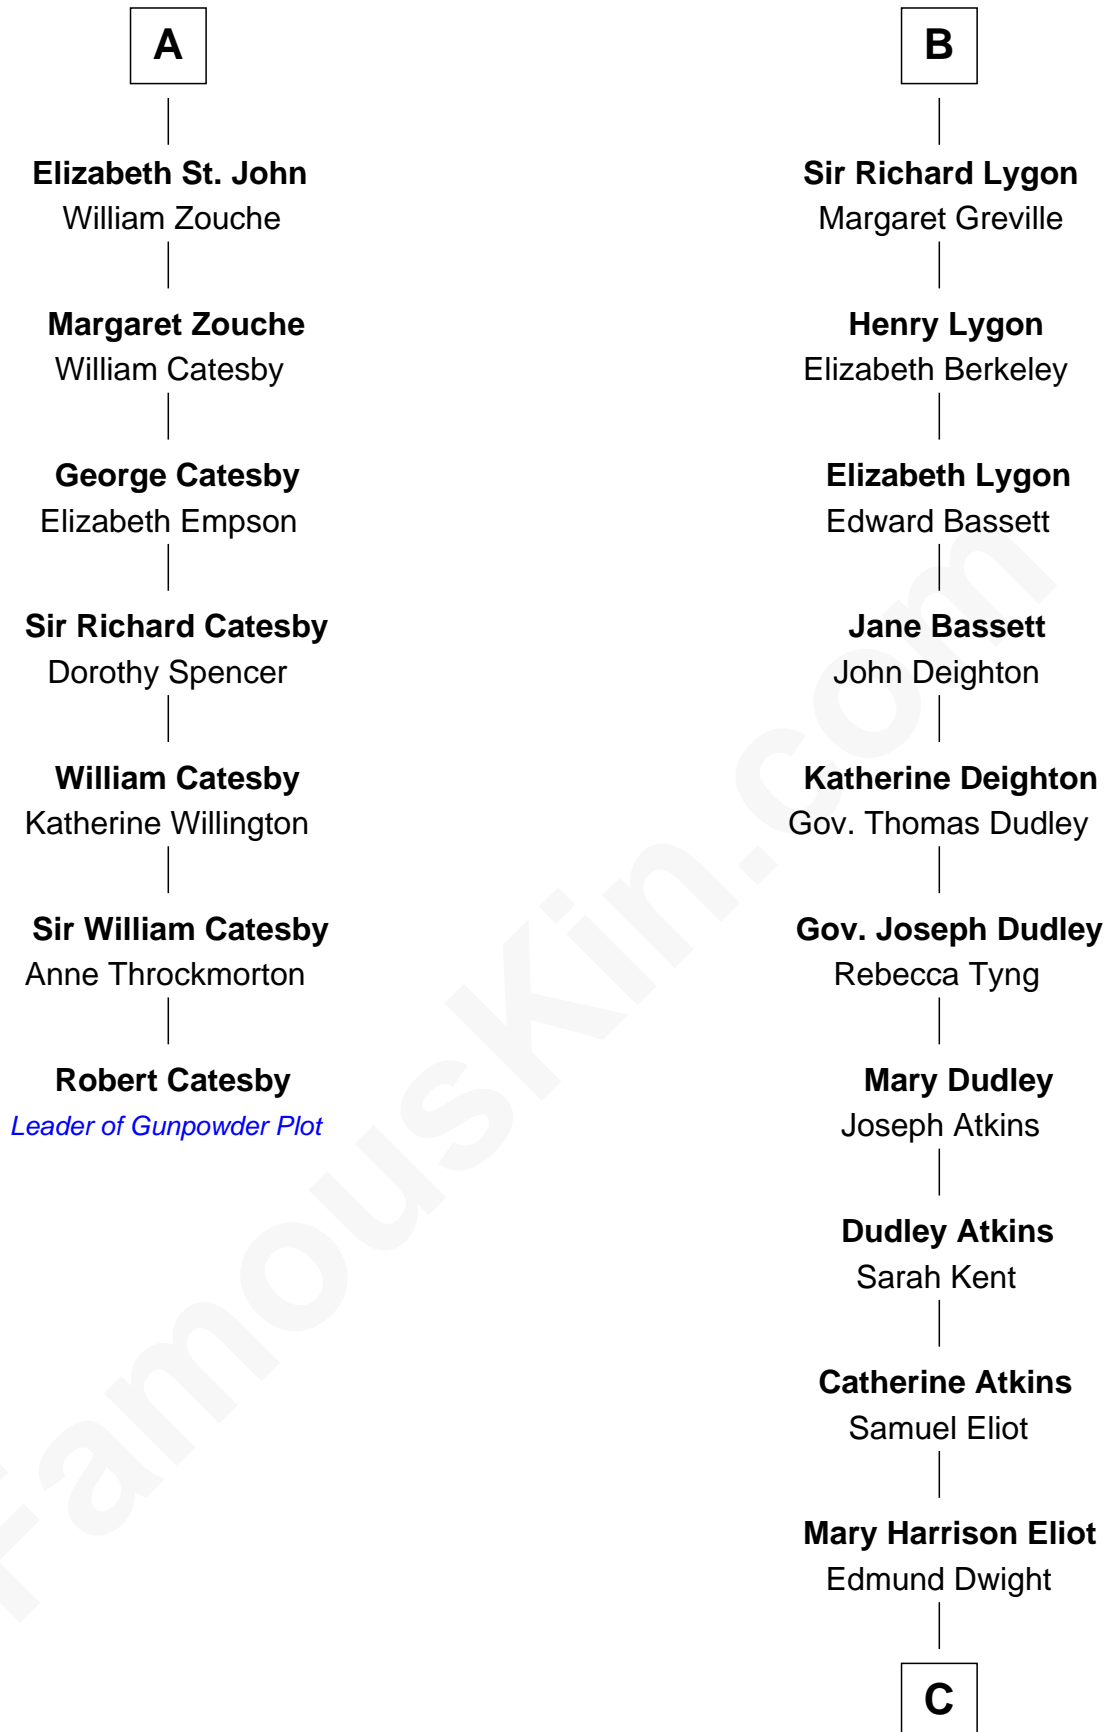 A
Elizabeth St. John
William Zouche
Margaret Zouche
William Catesby
George Catesby
Elizabeth Empson
Sir Richard Catesby
Dorothy Spencer
William Catesby
Katherine Willington
Sir William Catesby
Anne Throckmorton
Robert Catesby
Leader of Gunpowder Plot
B
Sir Richard Lygon
Margaret Greville
Henry Lygon
Elizabeth Berkeley
Elizabeth Lygon
Edward Bassett
Jane Bassett
John Deighton
Katherine Deighton
Gov. Thomas Dudley
Gov. Joseph Dudley
Rebecca Tyng
Mary Dudley
Joseph Atkins
Dudley Atkins
Sarah Kent
Catherine Atkins
Samuel Eliot
Mary Harrison Eliot
Edmund Dwight
C
FamousKin.com